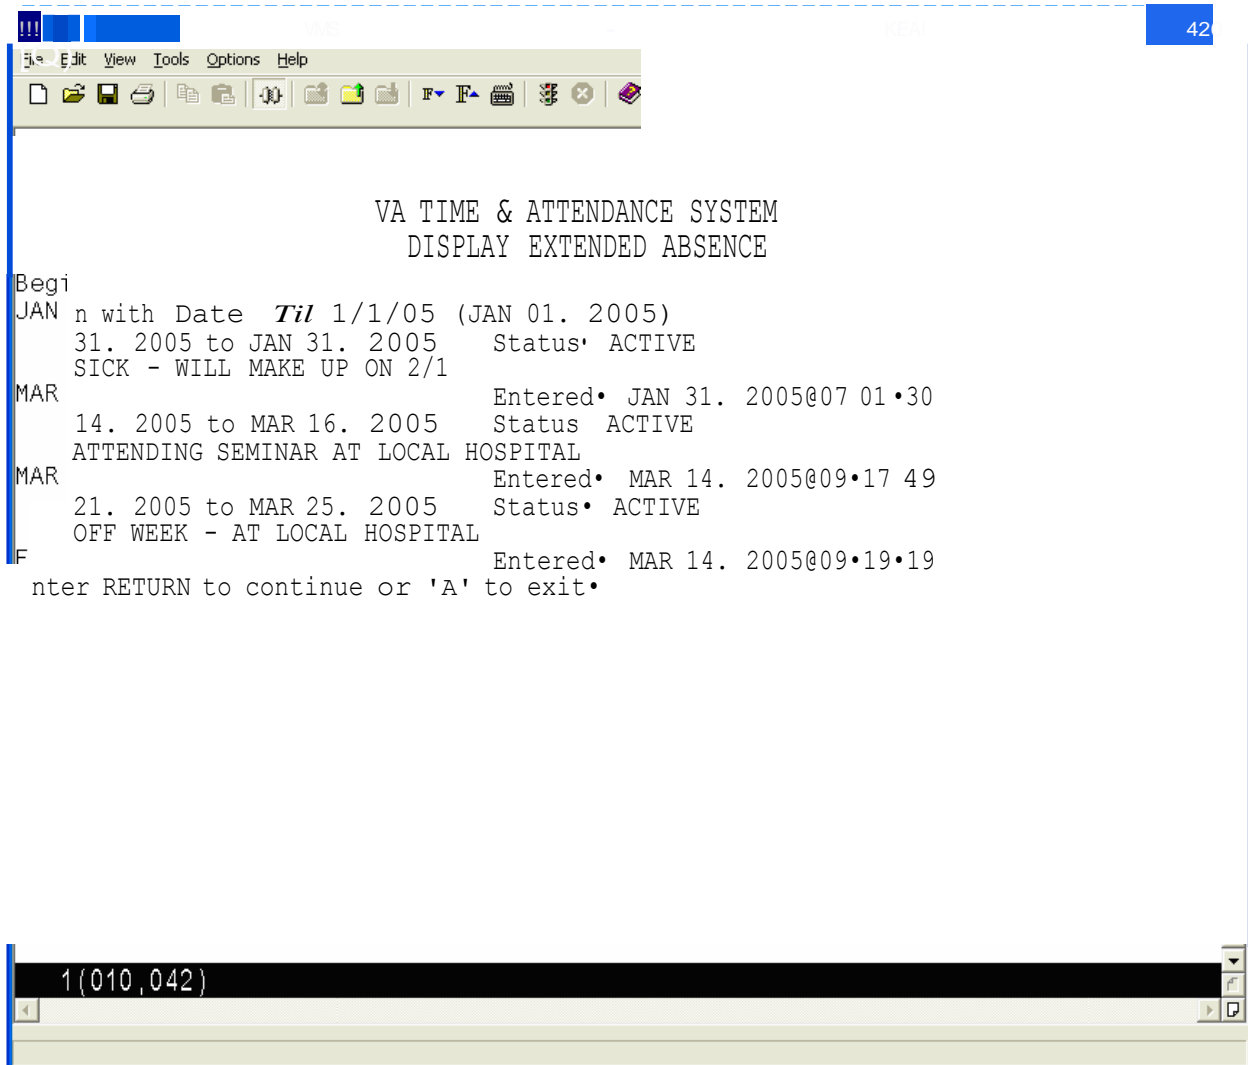 !!! VMS - KEA! 420
File Edit View Tools Options Help
VA TIME & ATTENDANCE SYSTEM
DISPLAY EXTENDED ABSENCE
Begi
JAN n with Date Til 1/1/05 (JAN 01. 2005)
31. 2005 to JAN 31. 2005 Status' ACTIVE
SICK - WILL MAKE UP ON 2/1
MAR Entered• JAN 31. 2005@07 01•30
14. 2005 to MAR 16. 2005 Status ACTIVE
ATTENDING SEMINAR AT LOCAL HOSPITAL
MAR Entered• MAR 14. 2005@09•17 49
21. 2005 to MAR 25. 2005 Status• ACTIVE
OFF WEEK - AT LOCAL HOSPITAL
E Entered• MAR 14. 2005@09•19•19
nter RETURN to continue or 'A' to exit•
1(010,042)